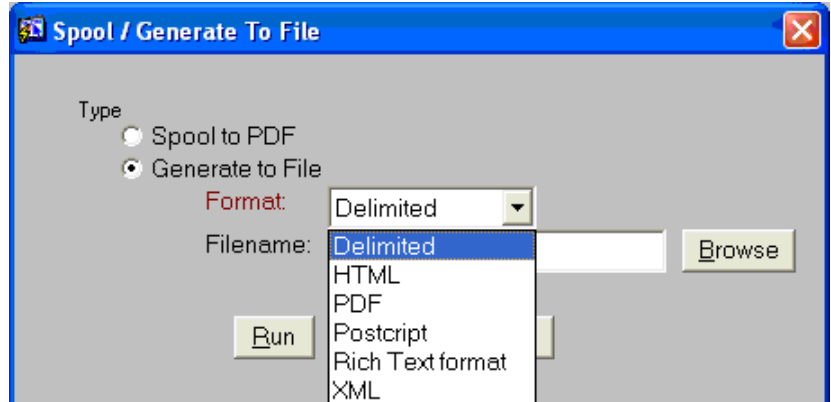 Spool / Generate To File
Type
Spool to PDF
Generate to File
Format: Delimited
Filename: Delimited Browse
HTML
PDF
Run Postcript
Rich Text format
XML